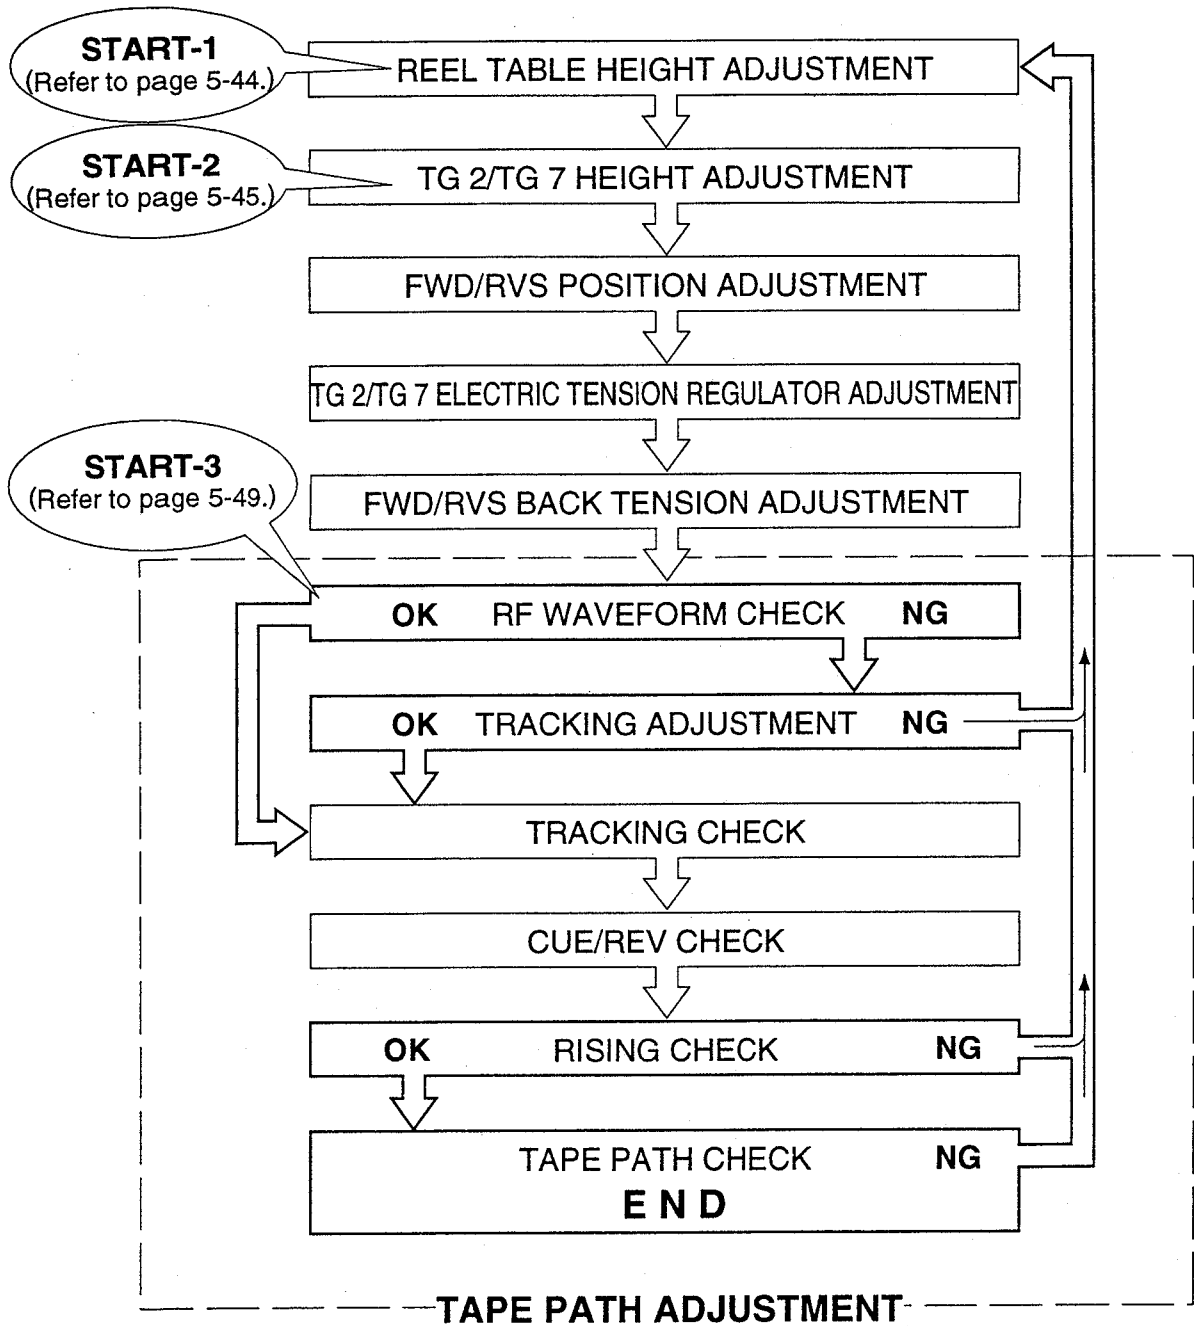 START-1
(Refer to page 5-44.)
REEL TABLE HEIGHT ADJUSTMENT
START-2
(Refer to page 5-45.)
TG 2/TG 7 HEIGHT ADJUSTMENT
FWD/RVS POSITION ADJUSTMENT
TG 2/TG 7 ELECTRIC TENSION REGULATOR ADJUSTMENT
START-3
(Refer to page 5-49.)
FWD/RVS BACK TENSION ADJUSTMENT
OK RF WAVEFORM CHECK NG
OK TRACKING ADJUSTMENT NG
TRACKING CHECK
CUE/REV CHECK
OK RISING CHECK NG
TAPE PATH CHECK NG
E N D
TAPE PATH ADJUSTMENT